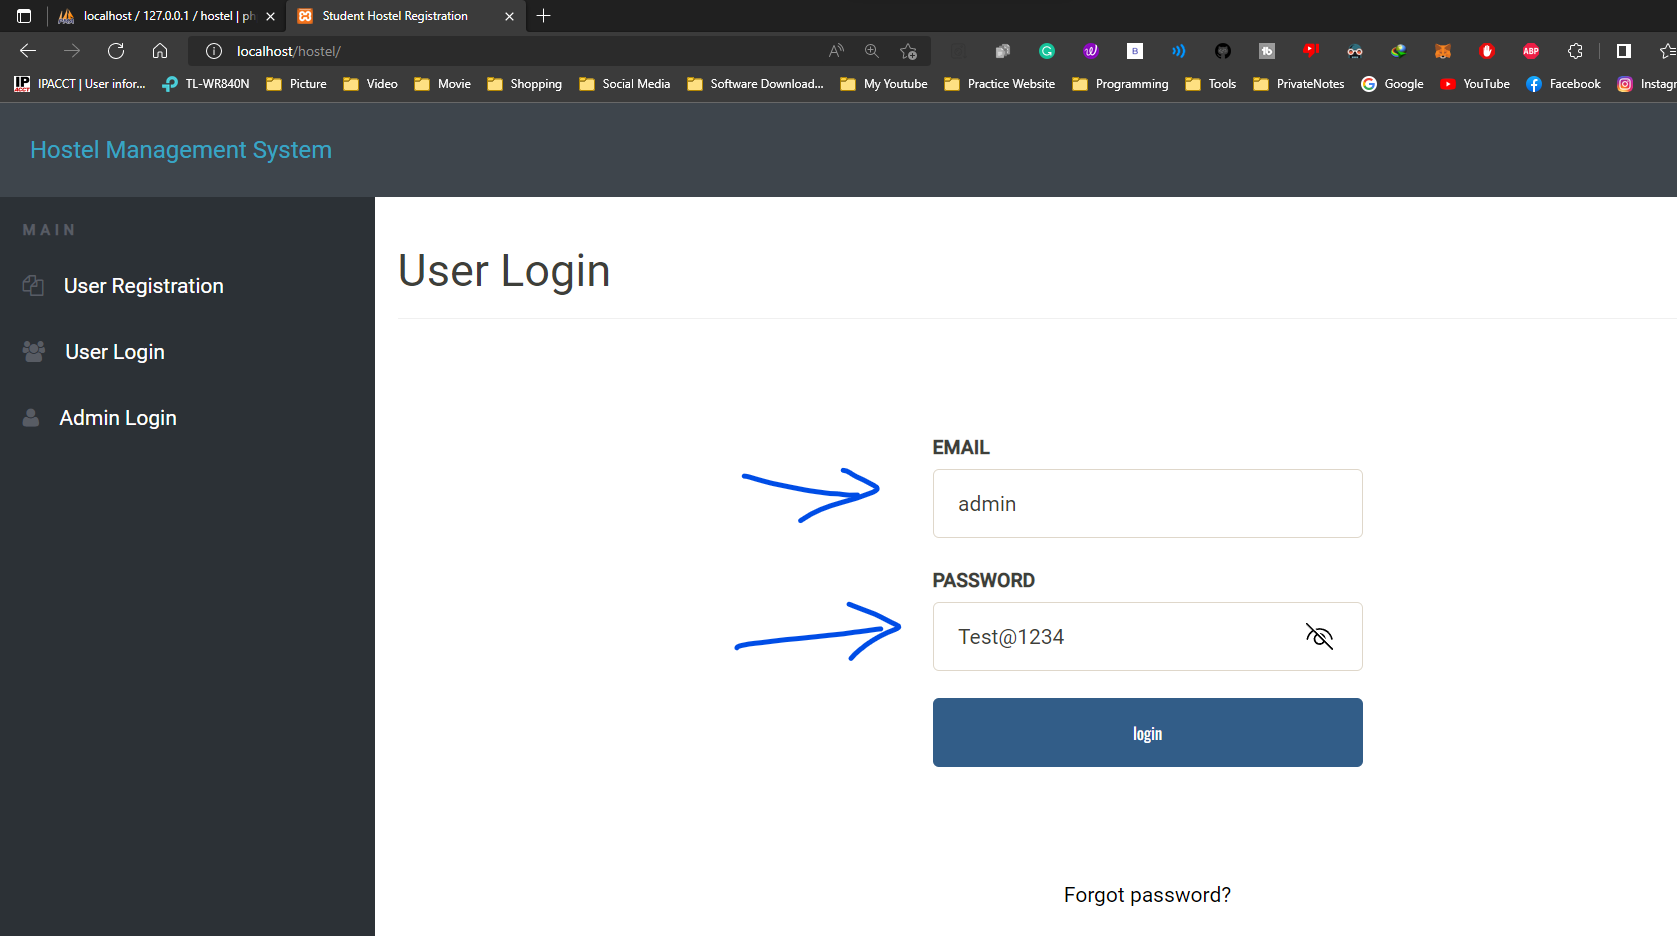 localhost / 127.0.0.1 / hostel | ph
Student Hostel Registration
localhost/hostel/
IPACCT | User infor...
TL-WR840N
Picture
Video
Movie
Shopping
Social Media
Software Download...
My Youtube
Practice Website
Programming
Tools
PrivateNotes
Google
YouTube
Facebook
Instagr
Hostel Management System
MAIN
User Registration
User Login
Admin Login
User Login
EMAIL
admin
PASSWORD
Test@1234
login
Forgot password?